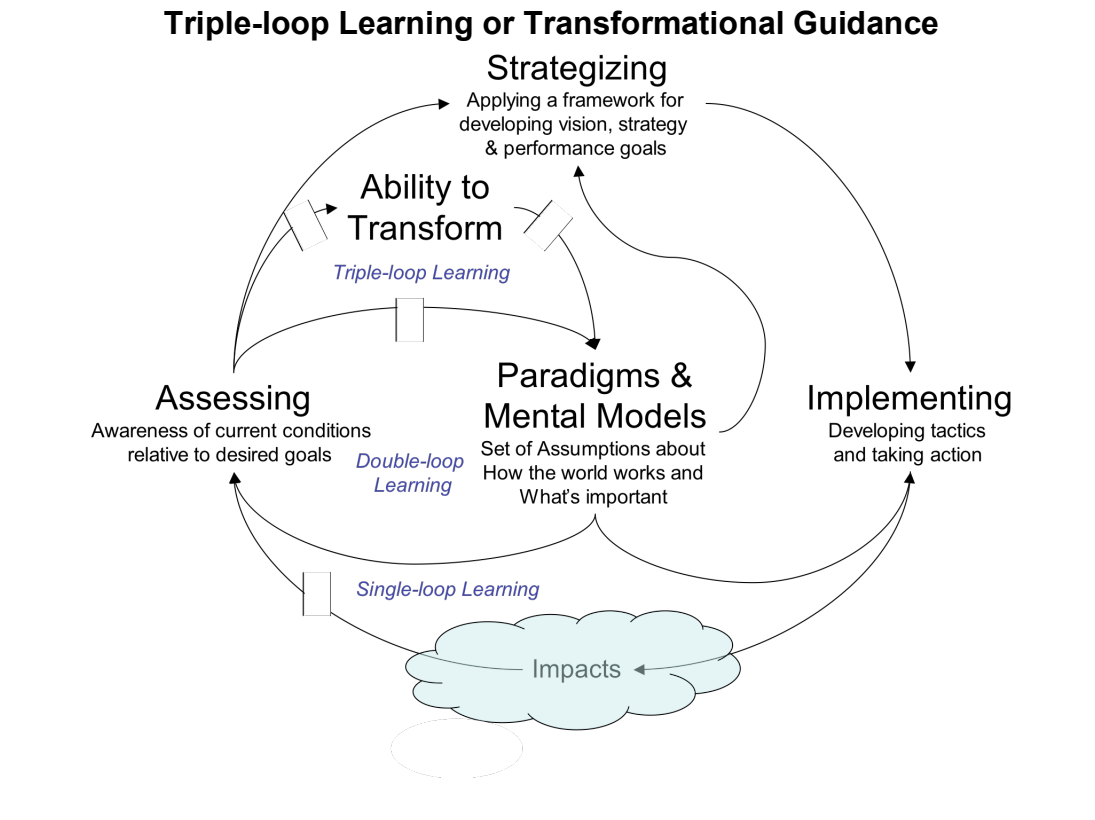 Triple-loop Learning or Transformational Guidance
Strategizing
Applying a framework for
developing vision, strategy
& performance goals
Ability to
Transform
Triple-loop Learning
Paradigms &
Mental Models
Set of Assumptions about
How the world works and
What's important
Assessing
Awareness of current conditions
relative to desired goals
Double-loop
Learning
Implementing
Developing tactics
and taking action
Single-loop Learning
Impacts